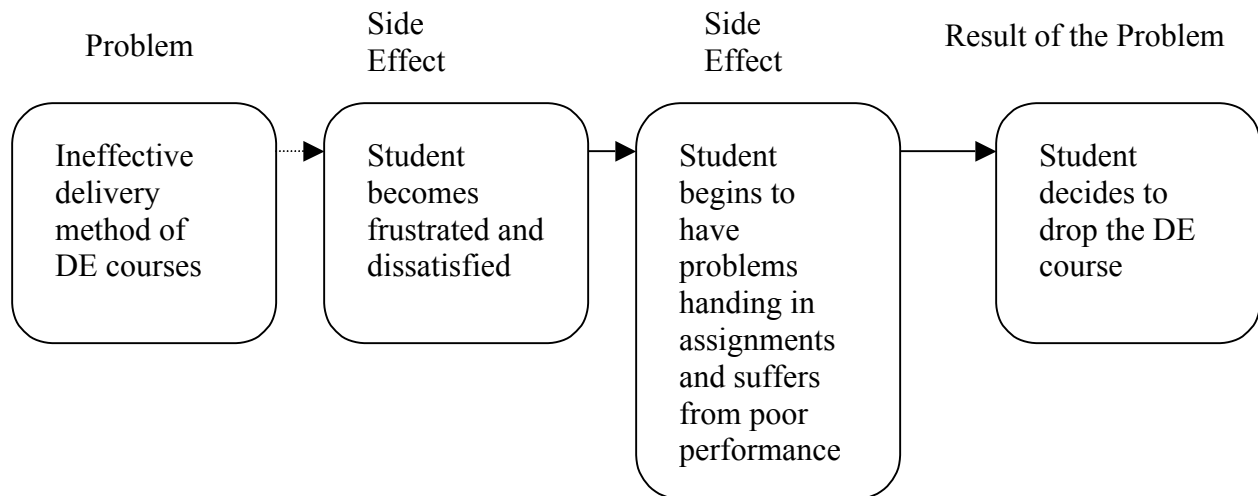 Problem
Side
Effect
Side
Effect
Result of the Problem
Ineffective
delivery
method of
DE courses
Student
becomes
frustrated and
dissatisfied
Student
begins to
have
problems
handing in
assignments
and suffers
from poor
performance
Student
decides to
drop the DE
course